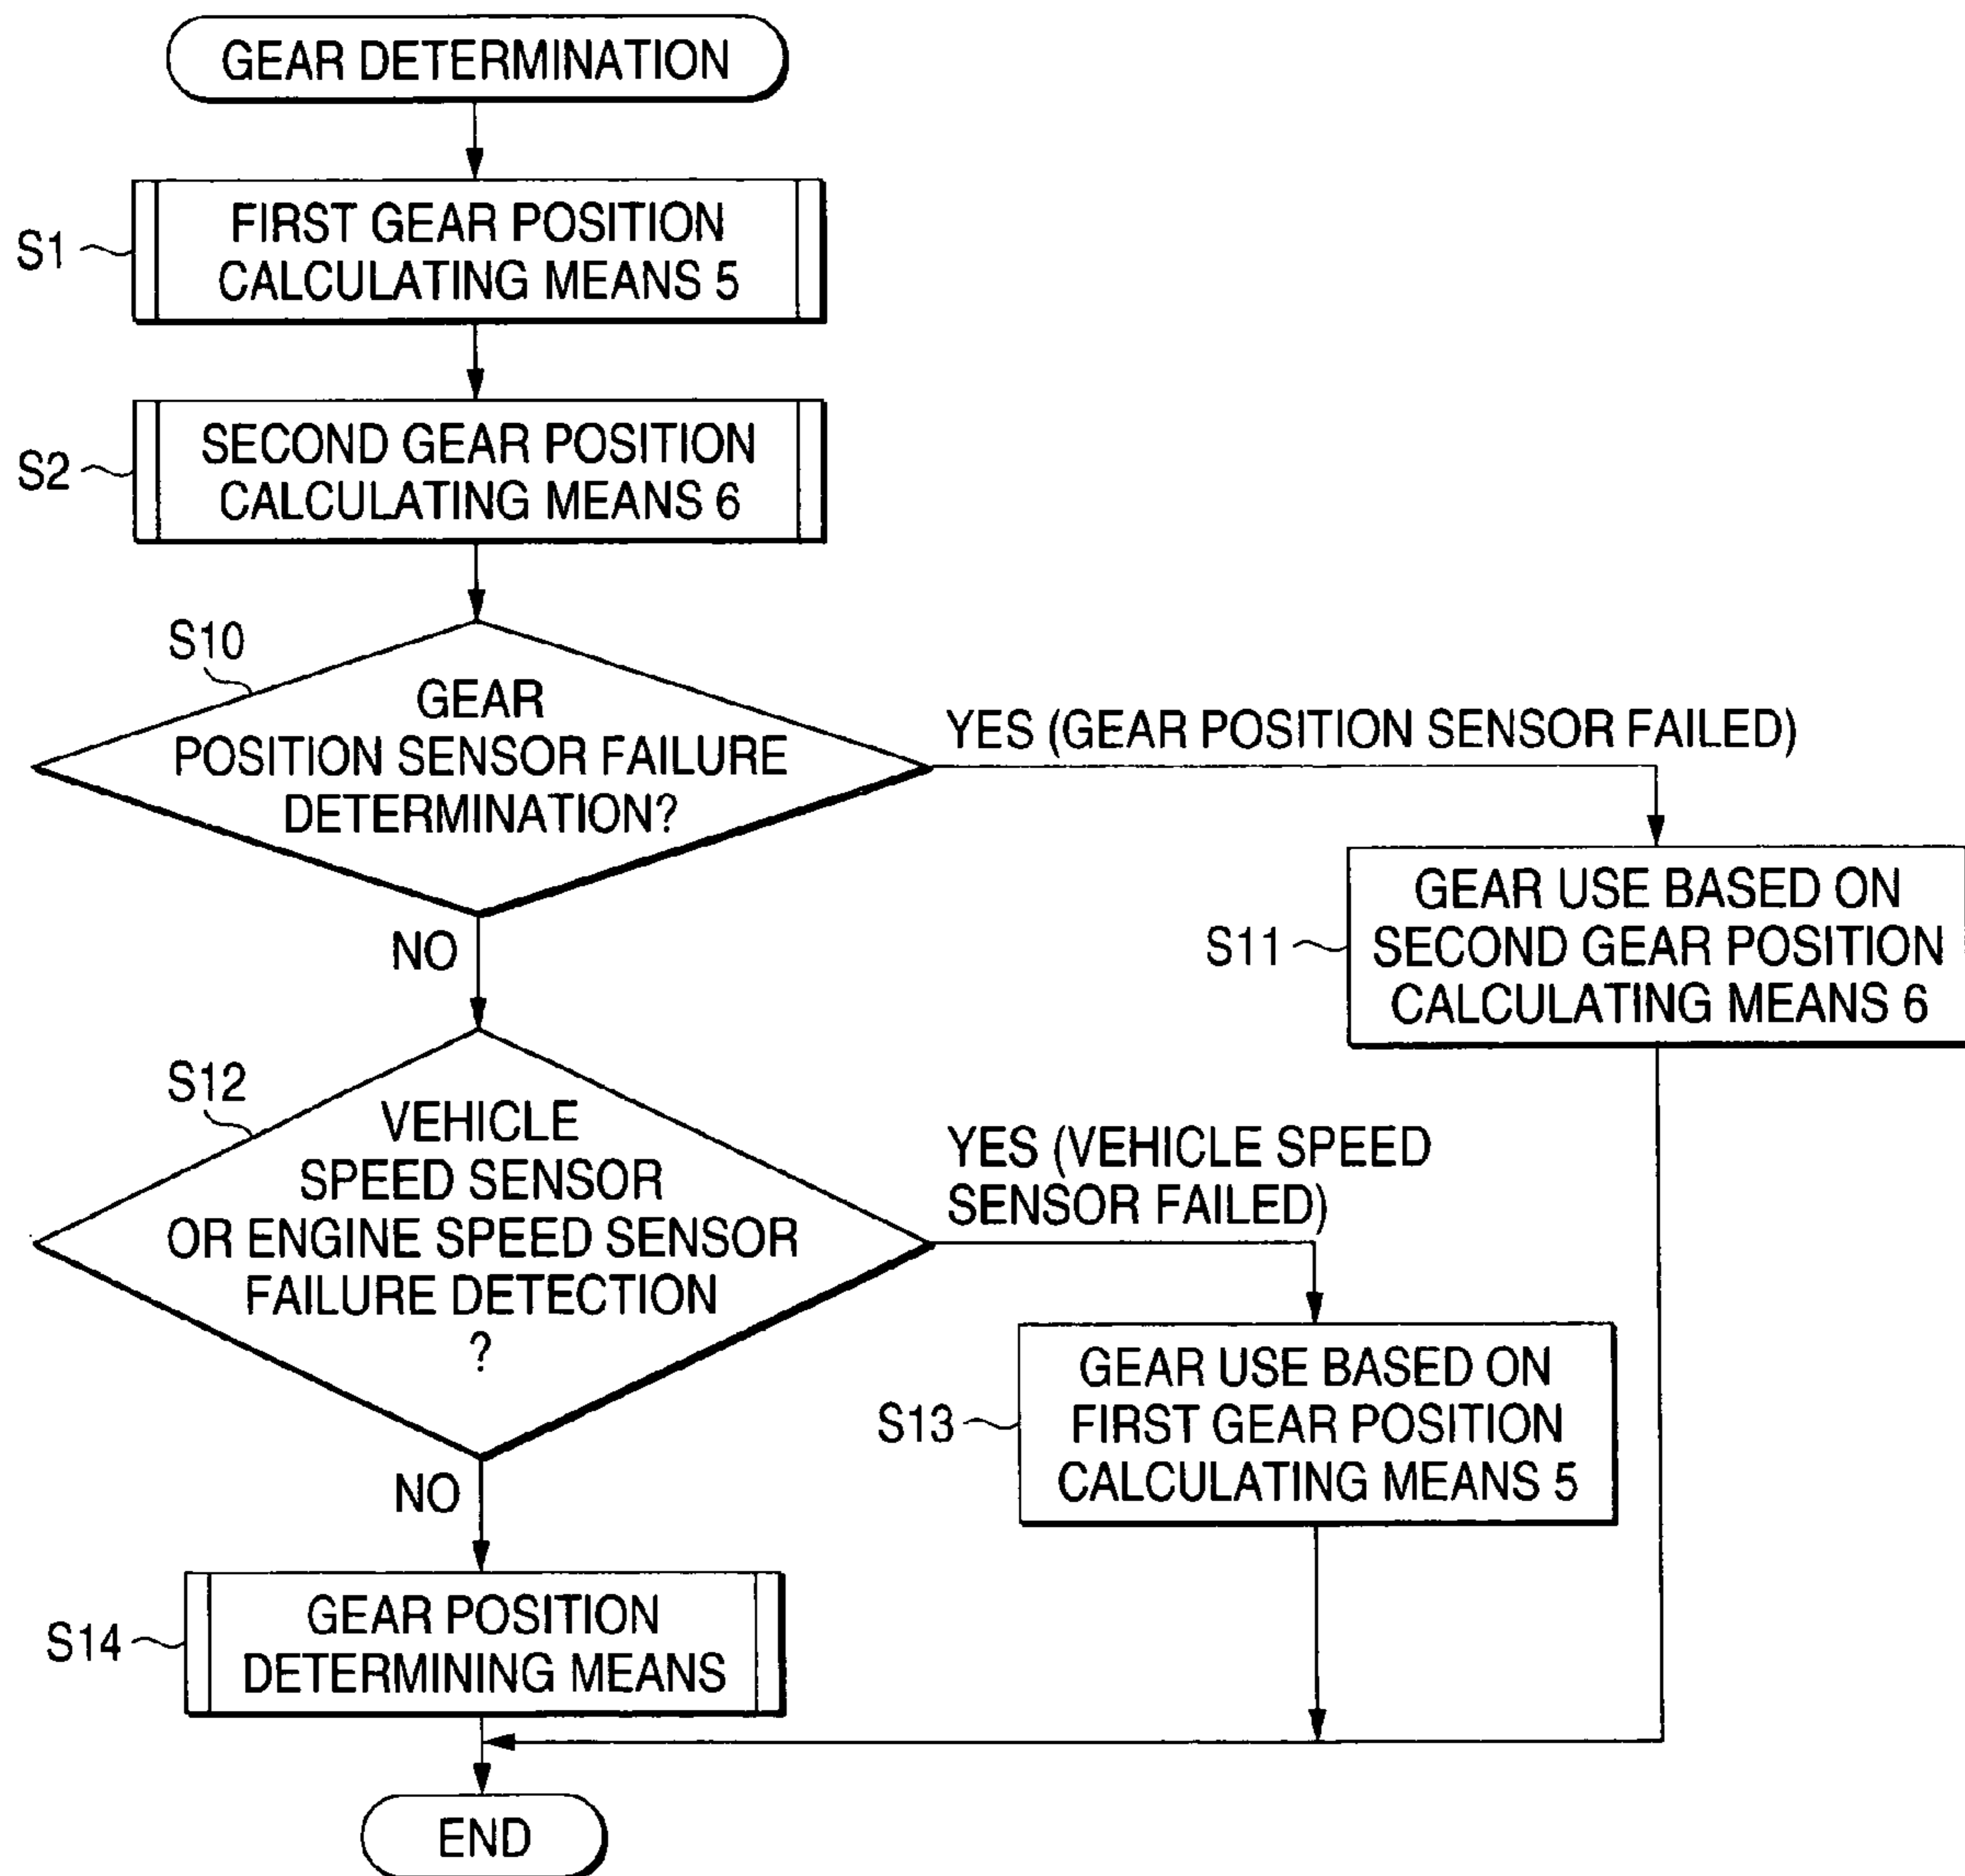 GEAR DETERMINATION
S1
FIRST GEAR POSITION
CALCULATING MEANS 5
S2
SECOND GEAR POSITION
CALCULATING MEANS 6
S10
GEAR
POSITION SENSOR FAILURE
DETERMINATION?
YES (GEAR POSITION SENSOR FAILED)
NO
S11
GEAR USE BASED ON
SECOND GEAR POSITION
CALCULATING MEANS 6
S12
VEHICLE
SPEED SENSOR
OR ENGINE SPEED SENSOR
FAILURE DETECTION
?
YES (VEHICLE SPEED
SENSOR FAILED)
NO
S13
GEAR USE BASED ON
FIRST GEAR POSITION
CALCULATING MEANS 5
S14
GEAR POSITION
DETERMINING MEANS
END